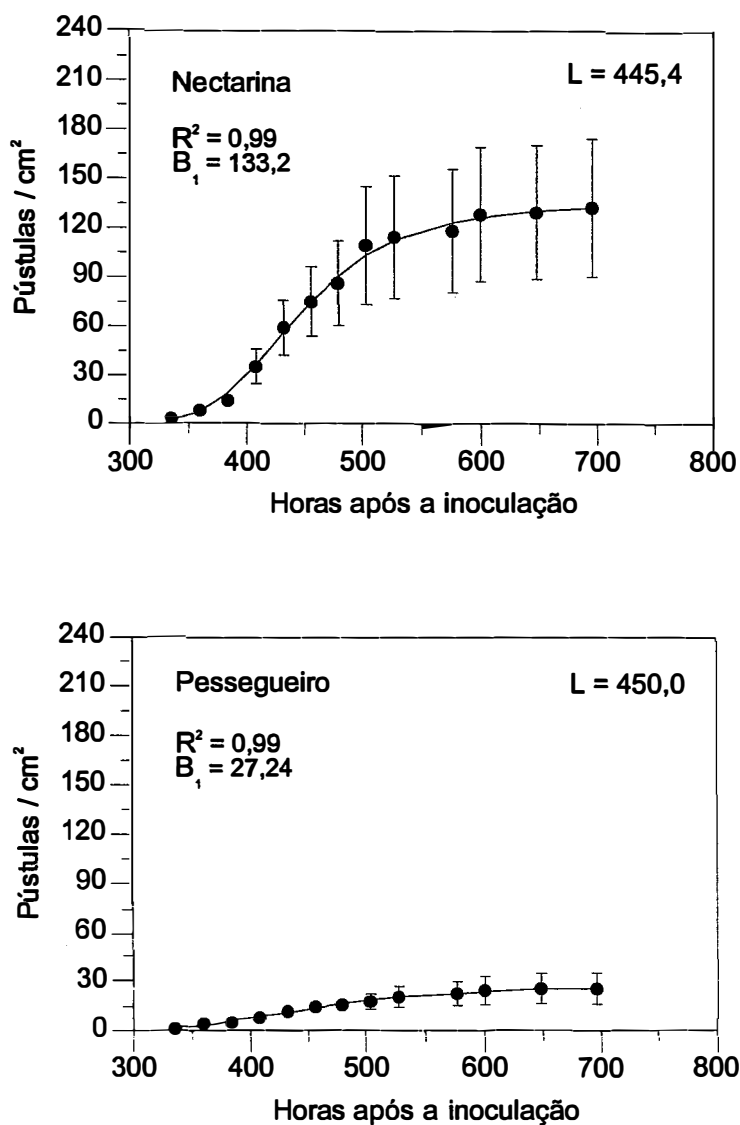 240
210
180
150
120
90
60
30
0
Pústulas / cm²
Nectarina
L = 445,4
R² = 0,99
B₁ = 133,2
300 400 500 600 700 800
Horas após a inoculação
240
210
180
150
120
90
60
30
0
Pústulas / cm²
Pessegueiro
L = 450,0
R² = 0,99
B₁ = 27,24
300 400 500 600 700 800
Horas após a inoculação